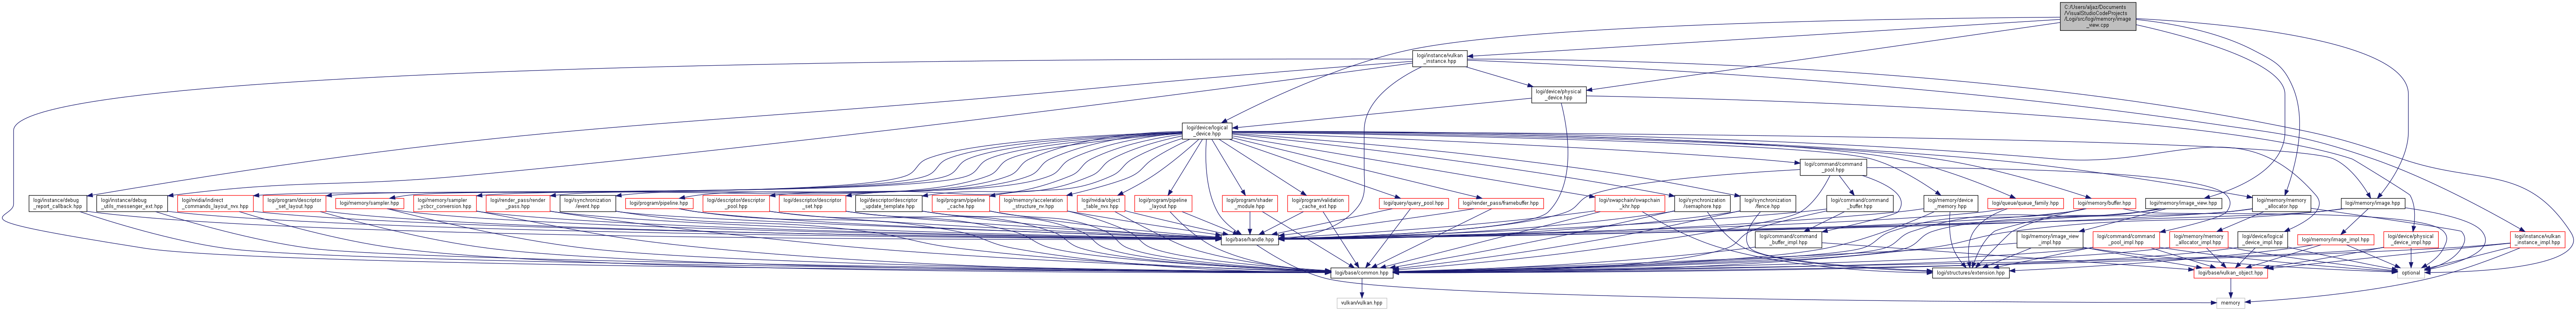 C:/Users/aljaz/Documents
/VisualStudioCodeProjects
/Logi/src/logi/memory/image
_view.cpp
logi/instance/vulkan
_instance.hpp
logi/device/physical
_device.hpp
logi/device/logical
_device.hpp
logi/command/command
_pool.hpp
logi/instance/debug
_report_callback.hpp
logi/instance/debug
_utils_messenger_ext.hpp
logi/nvidia/indirect
_commands_layout_nvx.hpp
logi/program/descriptor
_set_layout.hpp
logi/memory/sampler.hpp
logi/memory/sampler
_ycbcr_conversion.hpp
logi/render_pass/render
_pass.hpp
logi/synchronization
/event.hpp
logi/program/pipeline.hpp
logi/descriptor/descriptor
_pool.hpp
logi/descriptor/descriptor
_set.hpp
logi/descriptor/descriptor
_update_template.hpp
logi/program/pipeline
_cache.hpp
logi/memory/acceleration
_structure_nv.hpp
logi/nvidia/object
_table_nvx.hpp
logi/program/pipeline
_layout.hpp
logi/program/shader
_module.hpp
logi/program/validation
_cache_ext.hpp
logi/query/query_pool.hpp
logi/render_pass/framebuffer.hpp
logi/swapchain/swapchain
_khr.hpp
logi/synchronization
/semaphore.hpp
logi/synchronization
/fence.hpp
logi/command/command
_buffer.hpp
logi/memory/device
_memory.hpp
logi/queue/queue_family.hpp
logi/memory/buffer.hpp
logi/memory/image_view.hpp
logi/memory/memory
_allocator.hpp
logi/memory/image.hpp
logi/base/handle.hpp
logi/command/command
_buffer_impl.hpp
logi/memory/image_view
_impl.hpp
logi/command/command
_pool_impl.hpp
logi/memory/memory
_allocator_impl.hpp
logi/device/logical
_device_impl.hpp
logi/memory/image_impl.hpp
logi/device/physical
_device_impl.hpp
logi/instance/vulkan
_instance_impl.hpp
logi/base/common.hpp
logi/structures/extension.hpp
logi/base/vulkan_object.hpp
optional
vulkan/vulkan.hpp
memory